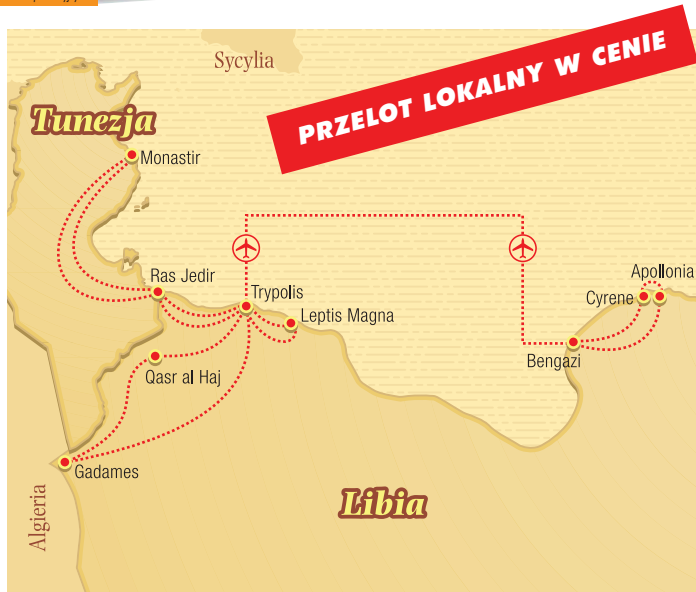 Sycylia
PRZELOT LOKALNY W CENIE
Tunezja
Monastir
Ras Jedir
Trypolis
Leptis Magna
Apollonia
Cyrene
Bengazi
Qasr al Haj
Gadames
Algieria
Libia